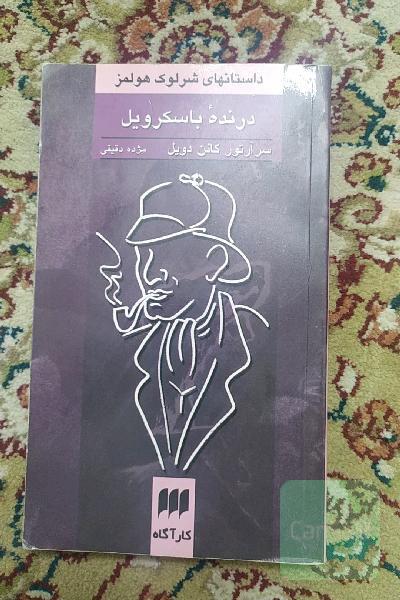 داستانهای شرلوک هولمز
درندهٔ باسکرویل
سر آرتور کانن دویل  مژده دقیقی
کارآگاه